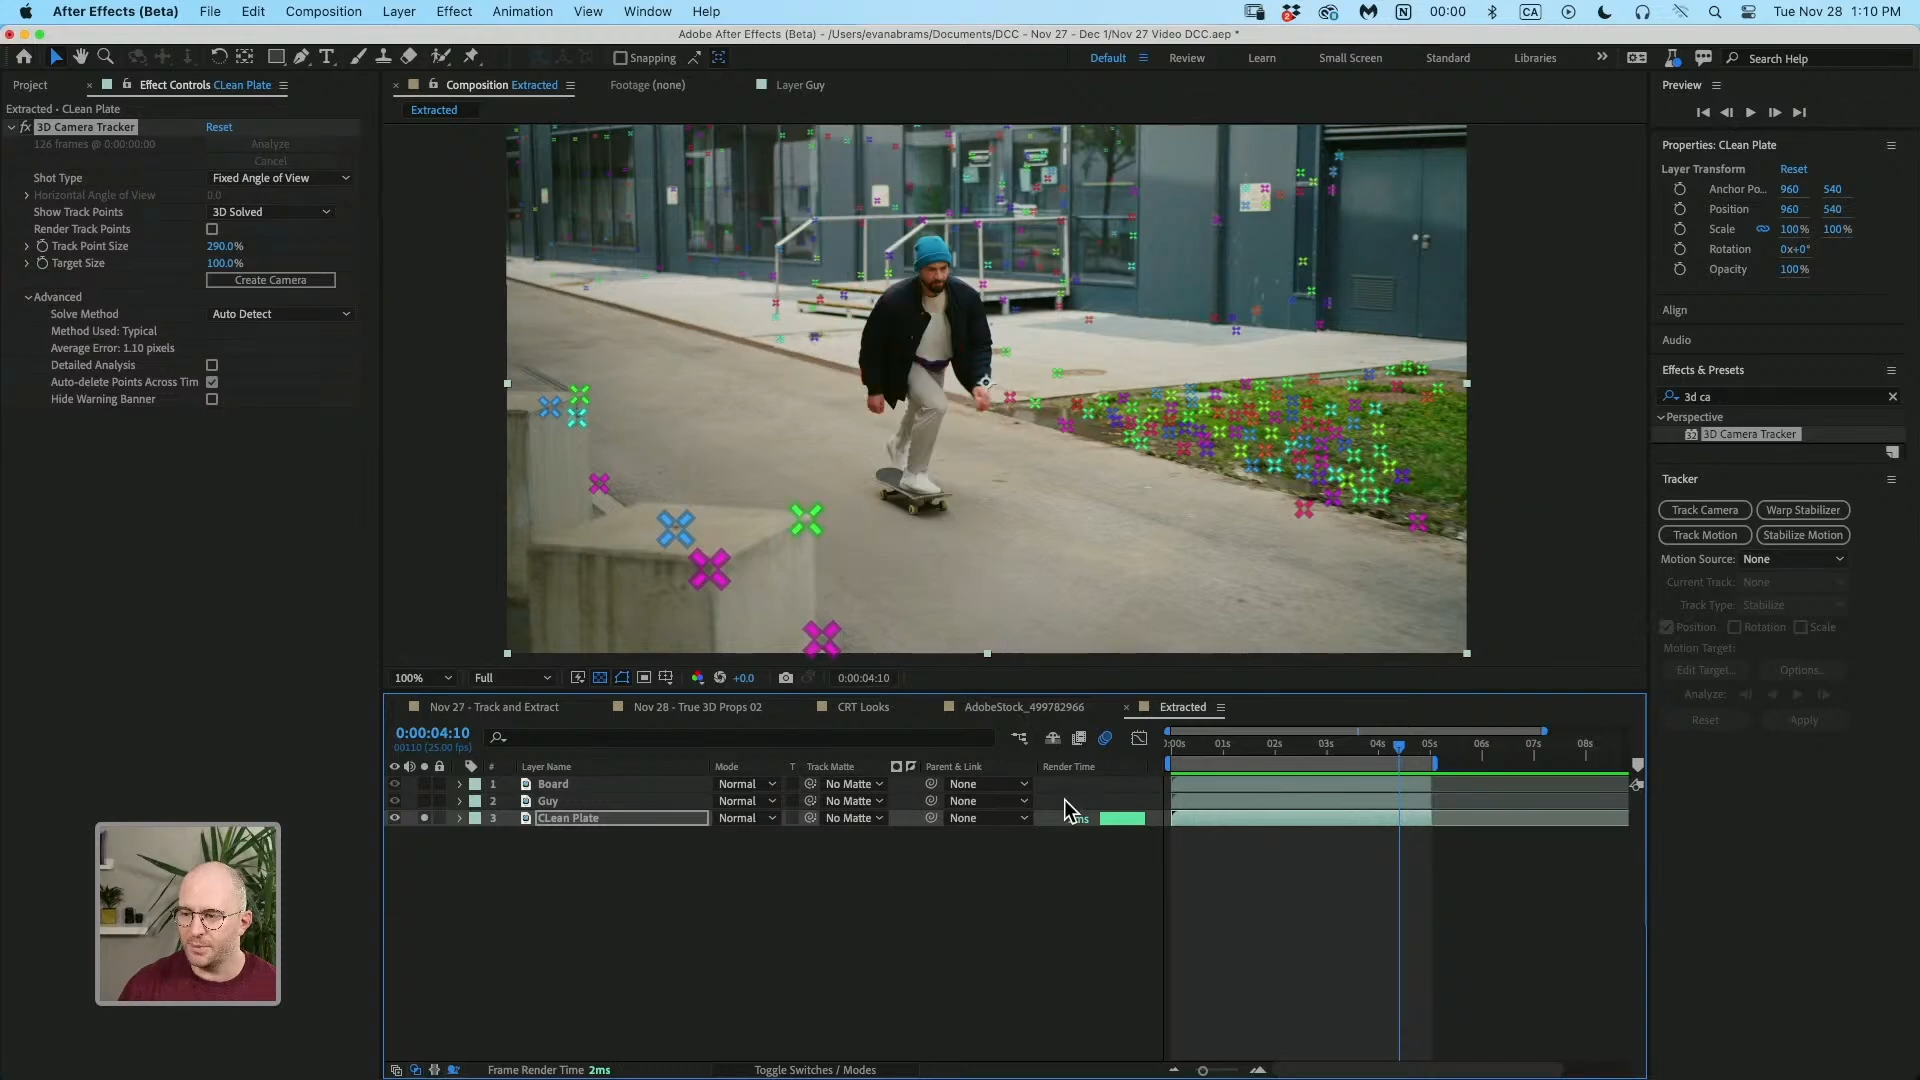 After Effects (Beta) File Edit Composition Layer Effect Animation View Window Help 2 N 00:00 CA Tue Nov 28 1:10 PM
Adobe After Effects (Beta) - /Users/evanabrams/Documents/DCC - Nov 27 - Dec 1/Nov 27 Video DCC.aep *
Snapping Default Review Learn Small Screen Standard Libraries Search Help
Project Effect Controls CLean Plate
Composition Extracted Footage (none) Layer Guy
Extracted • CLean Plate
Extracted
fx 3D Camera Tracker Reset
126 frames @ 0:00:00:00 Analyze
Cancel
Shot Type Fixed Angle of View
Horizontal Angle of View 0.0
Show Track Points 3D Solved
Render Track Points
Track Point Size 290.0%
Target Size 100.0%
Create Camera
Advanced
Solve Method Auto Detect
Method Used: Typical
Average Error: 1.10 pixels
Detailed Analysis
Auto-delete Points Across Tim
Hide Warning Banner
100% Full +0.0 0:00:04:10
Preview
Properties: CLean Plate
Layer Transform Reset
Anchor Po... 960 540
Position 960 540
Scale 100% 100%
Rotation 0x+0°
Opacity 100%
Align
Audio
Effects & Presets
3d ca
Perspective
32 3D Camera Tracker
Tracker
Track Camera Warp Stabilizer
Track Motion Stabilize Motion
Motion Source: None
Current Track: None
Track Type: Stabilize
Position Rotation Scale
Motion Target:
Edit Target... Options...
Analyze:
Reset Apply
Nov 27 - Track and Extract Nov 28 - True 3D Props 02 CRT Looks AdobeStock_499782966 Extracted
0:00:04:10
00110 (25.00 fps)
:00s 01s 02s 03s 04s 05s 06s 07s 08s
# Layer Name Mode T Track Matte Parent & Link Render Time
1 Board Normal No Matte None
2 Guy Normal No Matte None
3 CLean Plate Normal No Matte None ms
Frame Render Time 2ms Toggle Switches / Modes